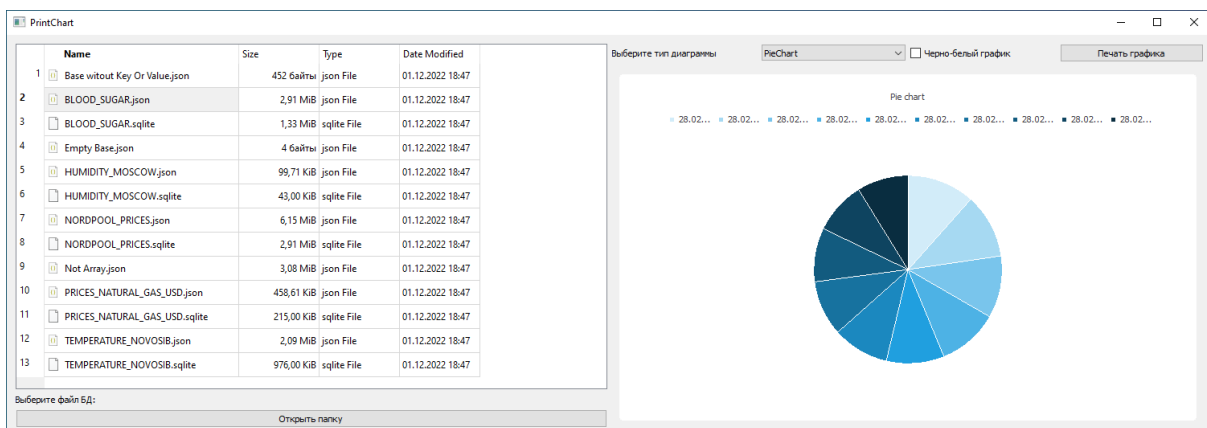 PrintChart
Name Size Type Date Modified
1 Base witout Key Or Value.json 452 байты json File 01.12.2022 18:47
2 BLOOD_SUGAR.json 2,91 MiB json File 01.12.2022 18:47
3 BLOOD_SUGAR.sqlite 1,33 MiB sqlite File 01.12.2022 18:47
4 Empty Base.json 4 байты json File 01.12.2022 18:47
5 HUMIDITY_MOSCOW.json 99,71 KiB json File 01.12.2022 18:47
6 HUMIDITY_MOSCOW.sqlite 43,00 KiB sqlite File 01.12.2022 18:47
7 NORDPOOL_PRICES.json 6,15 MiB json File 01.12.2022 18:47
8 NORDPOOL_PRICES.sqlite 2,91 MiB sqlite File 01.12.2022 18:47
9 Not Array.json 3,08 MiB json File 01.12.2022 18:47
10 PRICES_NATURAL_GAS_USD.json 458,61 KiB json File 01.12.2022 18:47
11 PRICES_NATURAL_GAS_USD.sqlite 215,00 KiB sqlite File 01.12.2022 18:47
12 TEMPERATURE_NOVOSIB.json 2,09 MiB json File 01.12.2022 18:47
13 TEMPERATURE_NOVOSIB.sqlite 976,00 KiB sqlite File 01.12.2022 18:47
Выберите файл БД:
Открыть папку
Выберите тип диаграммы PieChart Черно-белый график Печать графика
Pie chart
28.02... 28.02... 28.02... 28.02... 28.02... 28.02... 28.02... 28.02... 28.02... 28.02...